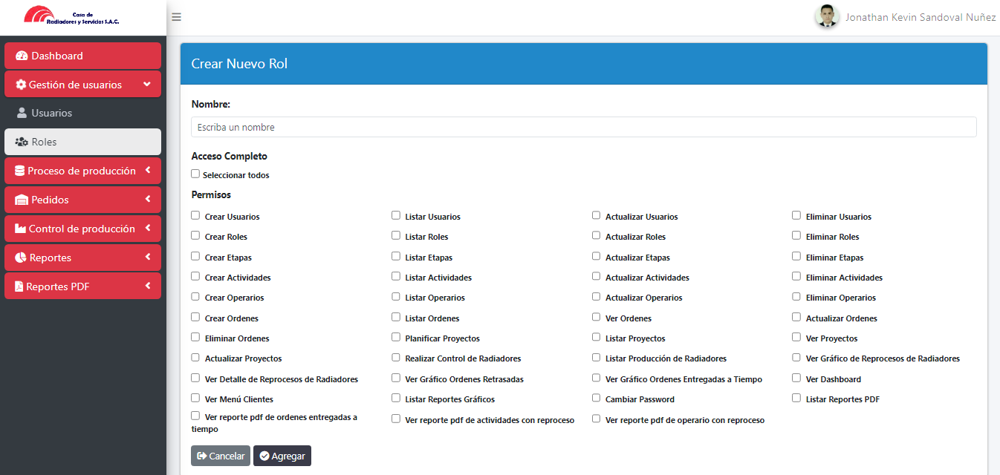 Casa de
Radiadores y Servicios S.A.C.
Jonathan Kevin Sandoval Nuñez
Dashboard
Gestión de usuarios
Usuarios
Roles
Proceso de producción
Pedidos
Control de producción
Reportes
Reportes PDF
Crear Nuevo Rol
Nombre:
Escriba un nombre
Acceso Completo
Seleccionar todos
Permisos
Crear Usuarios Listar Usuarios Actualizar Usuarios Eliminar Usuarios
Crear Roles Listar Roles Actualizar Roles Eliminar Roles
Crear Etapas Listar Etapas Actualizar Etapas Eliminar Etapas
Crear Actividades Listar Actividades Actualizar Actividades Eliminar Actividades
Crear Operarios Listar Operarios Actualizar Operarios Eliminar Operarios
Crear Ordenes Listar Ordenes Ver Ordenes Actualizar Ordenes
Eliminar Ordenes Planificar Proyectos Listar Proyectos Ver Proyectos
Actualizar Proyectos Realizar Control de Radiadores Listar Producción de Radiadores Ver Gráfico de Reprocesos de Radiadores
Ver Detalle de Reprocesos de Radiadores Ver Gráfico Ordenes Retrasadas Ver Gráfico Ordenes Entregadas a Tiempo Ver Dashboard
Ver Menú Clientes Listar Reportes Gráficos Cambiar Password Listar Reportes PDF
Ver reporte pdf de ordenes entregadas a
tiempo
Ver reporte pdf de actividades con reproceso Ver reporte pdf de operario con reproceso
Cancelar Agregar